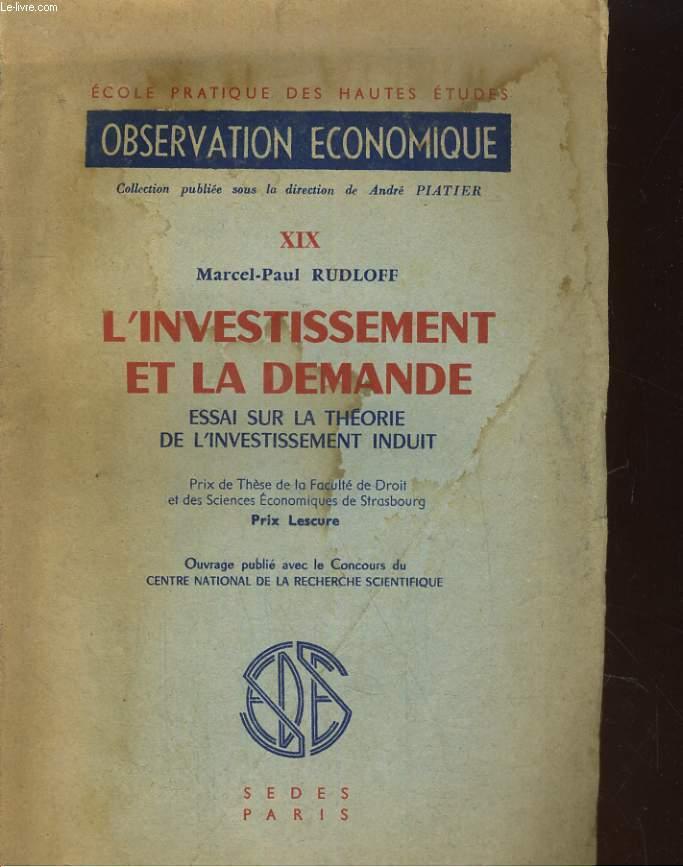 Le-livre.com
ÉCOLE PRATIQUE DES HAUTES ÉTUDES
OBSERVATION ECONOMIQUE
Collection publiée sous la direction de André PIATIER
XIX
Marcel-Paul RUDLOFF
L'INVESTISSEMENT
ET LA DEMANDE
ESSAI SUR LA THÉORIE
DE L'INVESTISSEMENT INDUIT
Prix de Thèse de la Faculté de Droit
et des Sciences Économiques de Strasbourg
Prix Lescure
Ouvrage publié avec le Concours du
CENTRE NATIONAL DE LA RECHERCHE SCIENTIFIQUE
SEDES
SEDES
PARIS